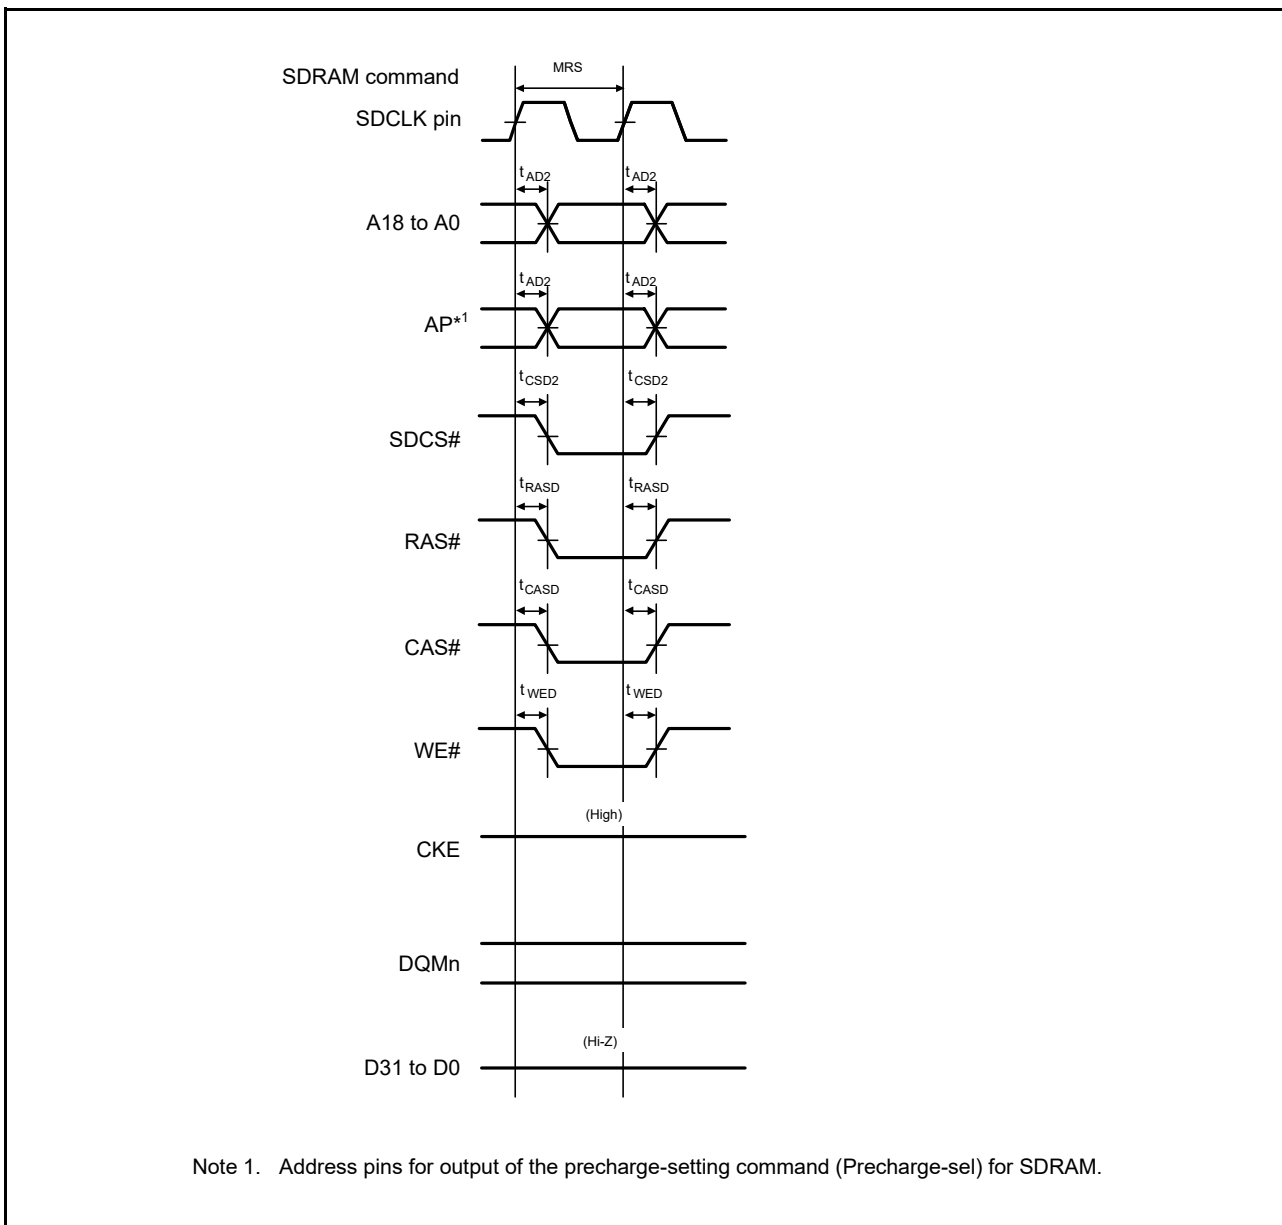 MRS
SDRAM command
SDCLK pin
tAD2 tAD2
A18 to A0
tAD2 tAD2
AP*1
tCSD2 tCSD2
SDCS#
tRASD tRASD
RAS#
tCASD tCASD
CAS#
tWED tWED
WE#
(High)
CKE
DQMn
(Hi-Z)
D31 to D0
Note 1. Address pins for output of the precharge-setting command (Precharge-sel) for SDRAM.